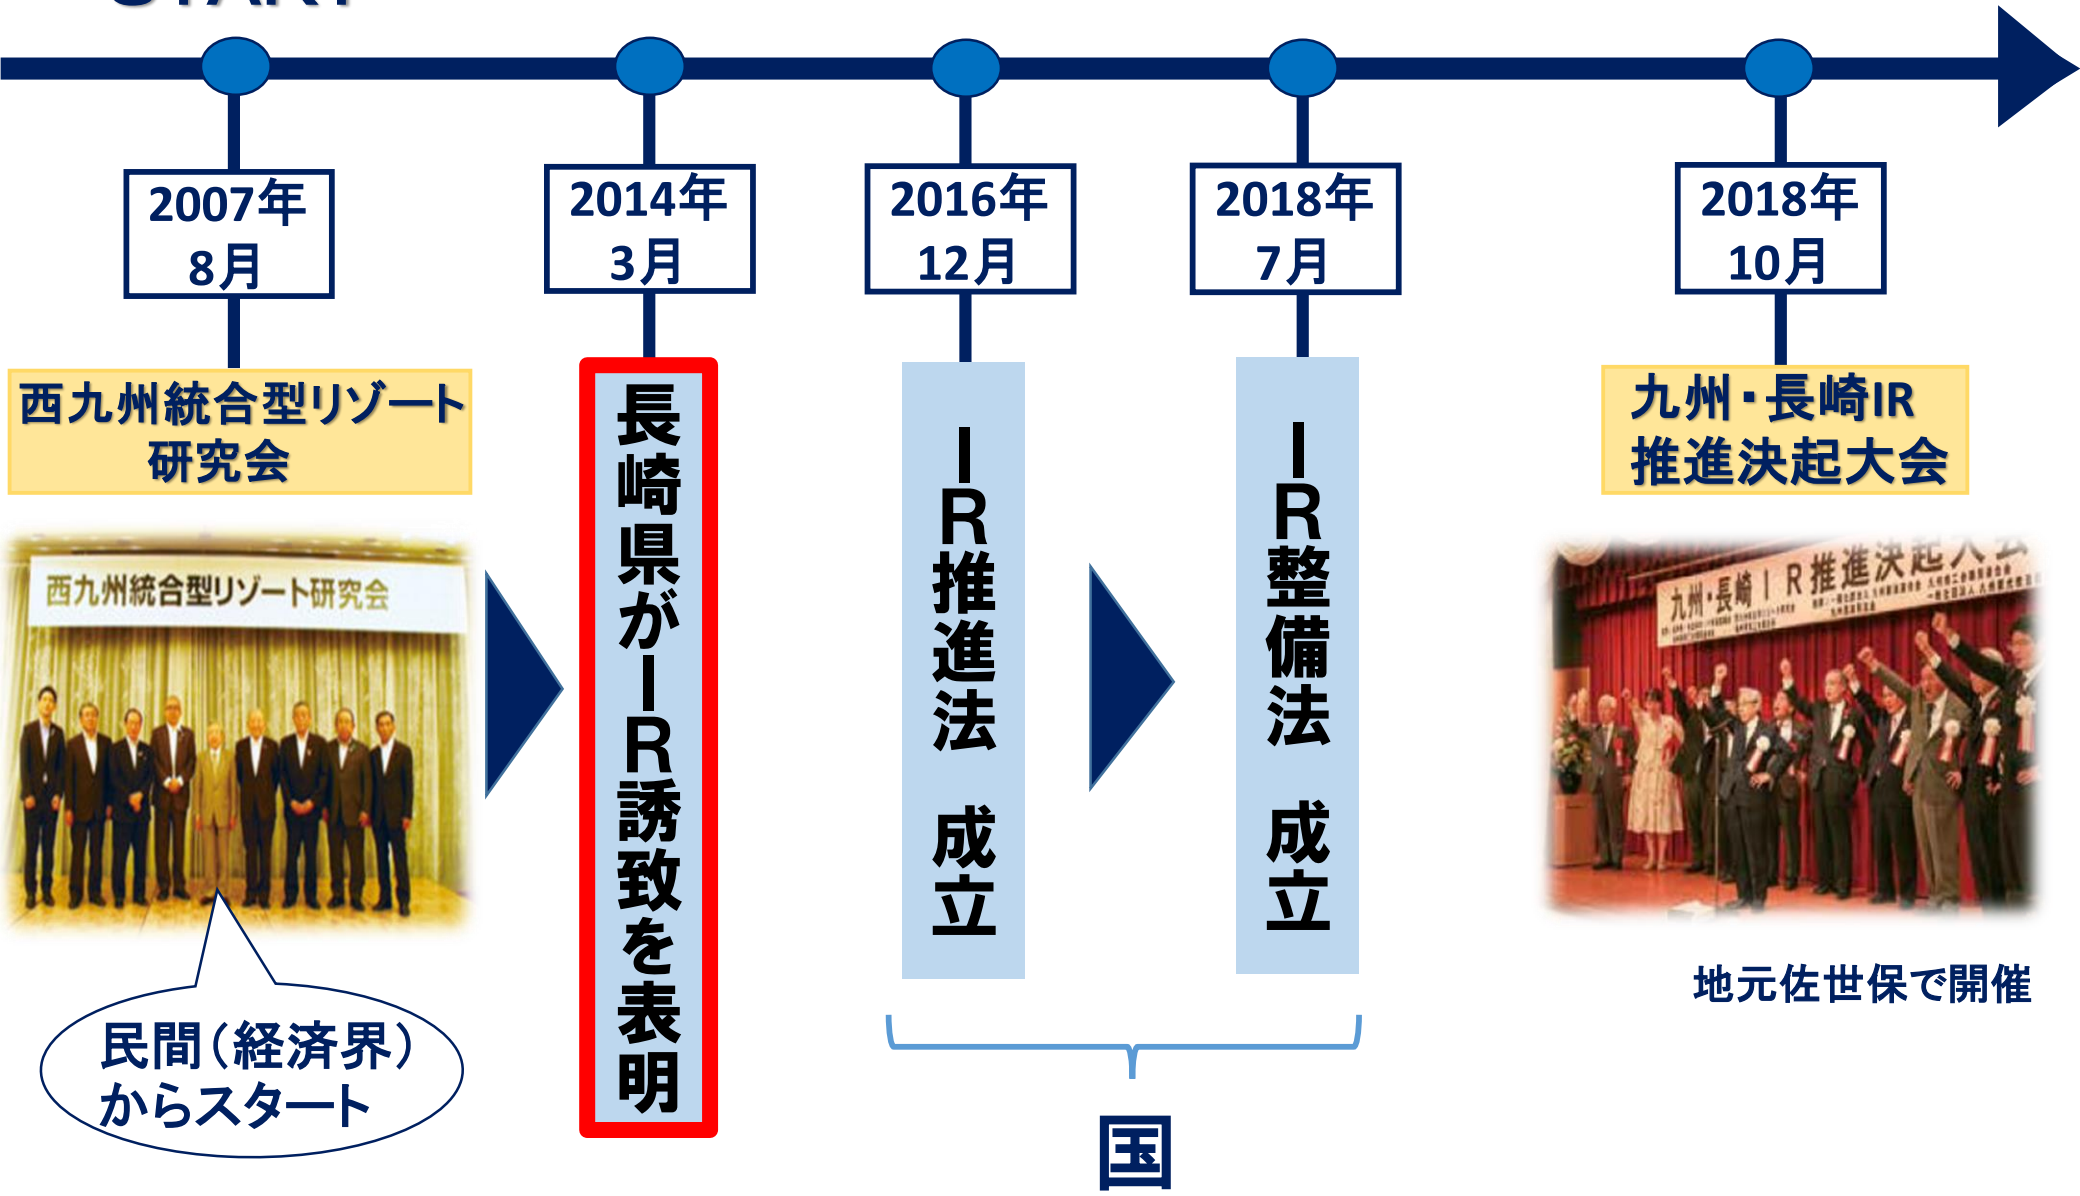 START
2007年
8月
2014年
3月
2016年
12月
2018年
7月
2018年
10月
西九州統合型リゾート
研究会
長崎県がIR誘致を表明
IR推進法 成立
IR整備法 成立
九州・長崎IR
推進決起大会
西九州統合型リゾート研究会
九州・長崎IR推進決起大会
民間（経済界）
からスタート
地元佐世保で開催
国